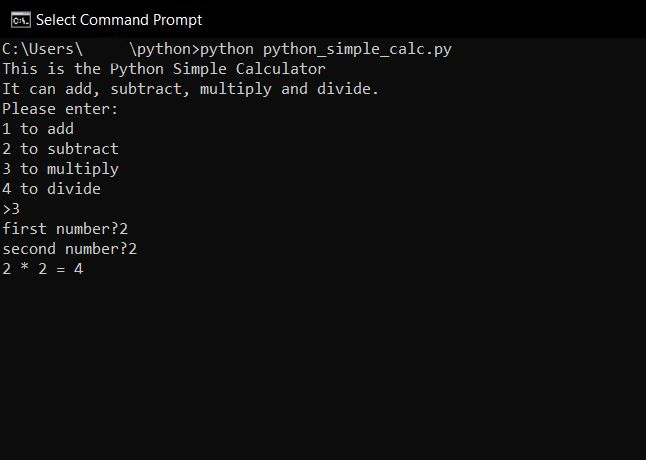 Select Command Prompt
C:\Users\     \python>python python_simple_calc.py
This is the Python Simple Calculator
It can add, subtract, multiply and divide.
Please enter:
1 to add
2 to subtract
3 to multiply
4 to divide
>3
first number?2
second number?2
2 * 2 = 4